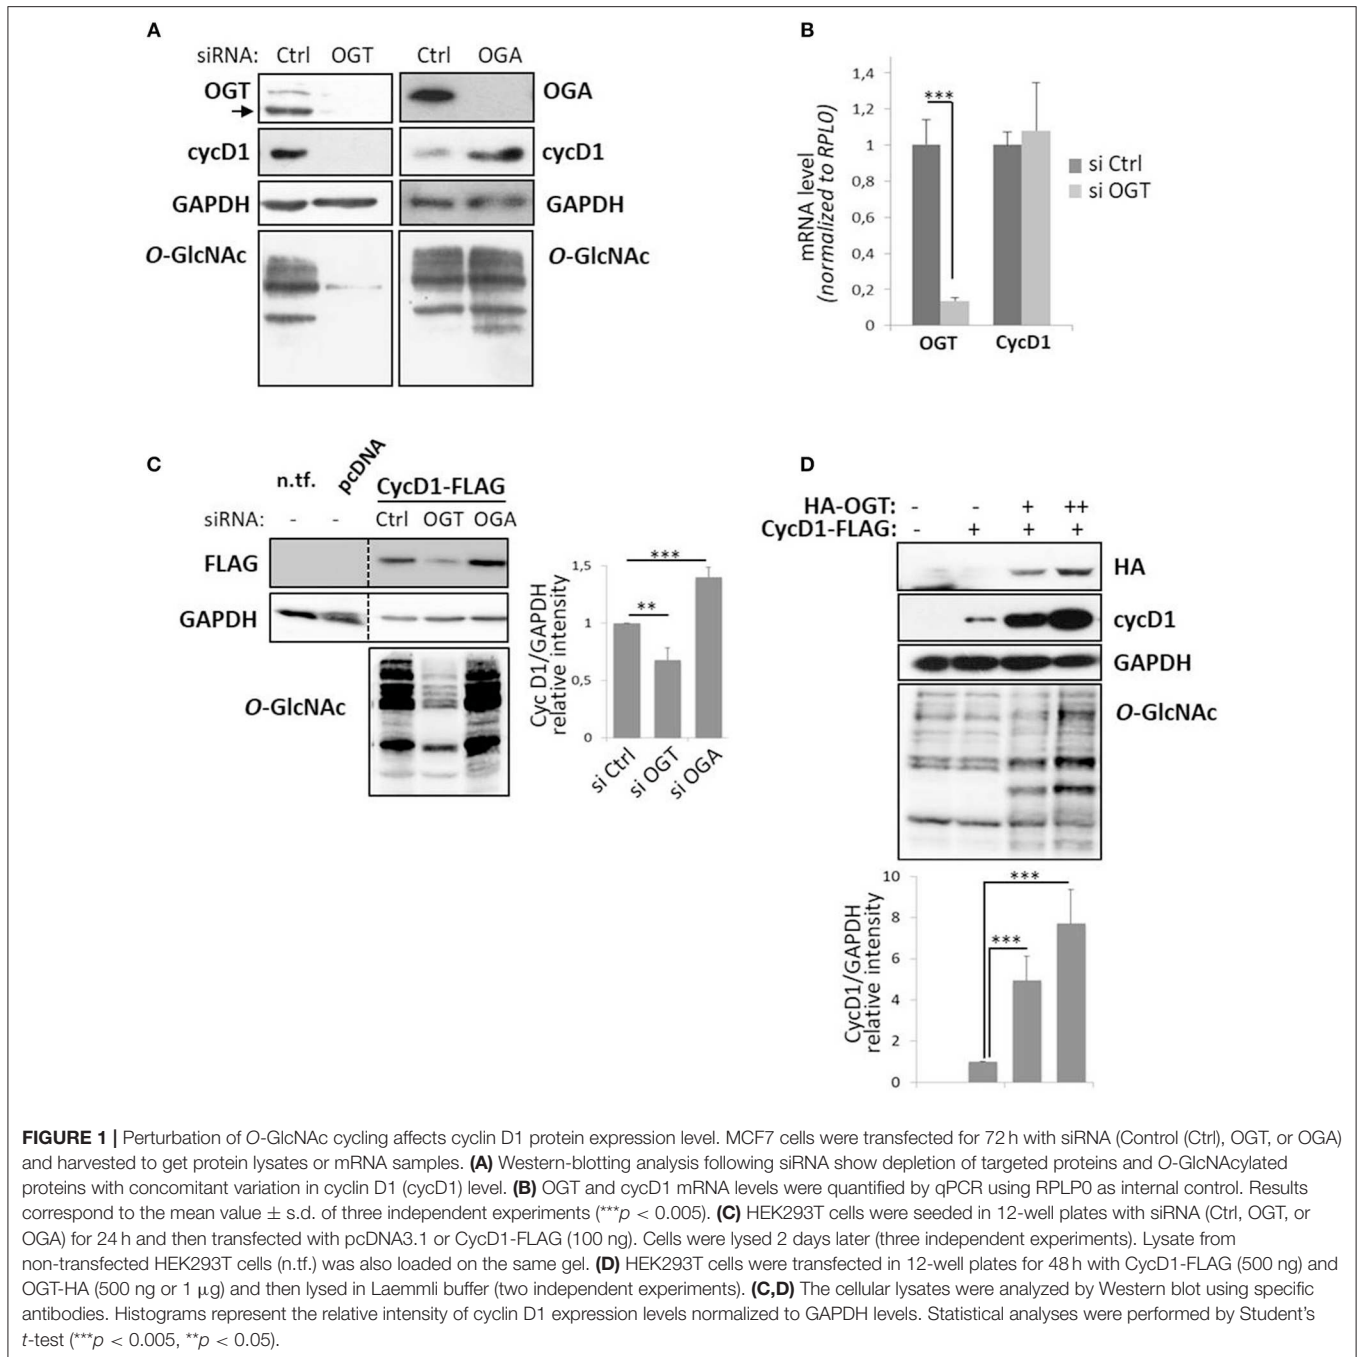 A
siRNA: Ctrl OGT Ctrl OGA
OGT
OGA
cycD1
cycD1
GAPDH
GAPDH
O-GlcNAc
O-GlcNAc
B
mRNA level
(normalized to RPL0)
1,4
1,2
1
0,8
0,6
0,4
0,2
0
***
OGT
CycD1
si Ctrl
si OGT
C
n.tf.
pcDNA
CycD1-FLAG
siRNA: - - Ctrl OGT OGA
FLAG
GAPDH
O-GlcNAc
Cyc D1/GAPDH
relative intensity
1,5
1
0,5
0
***
**
si Ctrl
si OGT
si OGA
D
HA-OGT: - - + ++
CycD1-FLAG: - + + +
HA
cycD1
GAPDH
O-GlcNAc
CycD1/GAPDH
relative intensity
10
8
6
4
2
0
***
***
FIGURE 1 | Perturbation of O-GlcNAc cycling affects cyclin D1 protein expression level. MCF7 cells were transfected for 72 h with siRNA (Control (Ctrl), OGT, or OGA)
and harvested to get protein lysates or mRNA samples. (A) Western-blotting analysis following siRNA show depletion of targeted proteins and O-GlcNAcylated
proteins with concomitant variation in cyclin D1 (cycD1) level. (B) OGT and cycD1 mRNA levels were quantified by qPCR using RPLP0 as internal control. Results
correspond to the mean value ± s.d. of three independent experiments (***p < 0.005). (C) HEK293T cells were seeded in 12-well plates with siRNA (Ctrl, OGT, or
OGA) for 24 h and then transfected with pcDNA3.1 or CycD1-FLAG (100 ng). Cells were lysed 2 days later (three independent experiments). Lysate from
non-transfected HEK293T cells (n.tf.) was also loaded on the same gel. (D) HEK293T cells were transfected in 12-well plates for 48 h with CycD1-FLAG (500 ng) and
OGT-HA (500 ng or 1 μg) and then lysed in Laemmli buffer (two independent experiments). (C,D) The cellular lysates were analyzed by Western blot using specific
antibodies. Histograms represent the relative intensity of cyclin D1 expression levels normalized to GAPDH levels. Statistical analyses were performed by Student's
t-test (***p < 0.005, **p < 0.05).